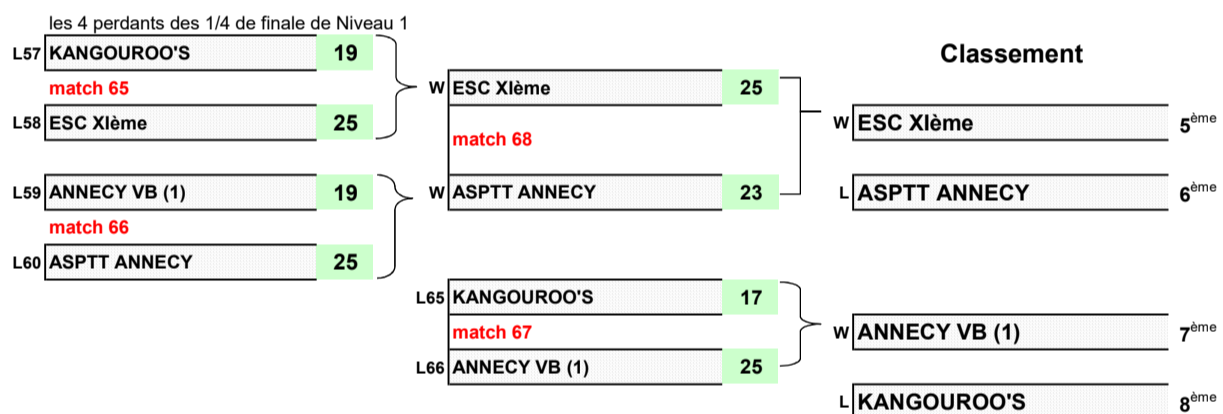 les 4 perdants des 1/4 de finale de Niveau 1
L57 KANGOUROO'S 19
match 65
L58 ESC XIème 25
L59 ANNECY VB (1) 19
match 66
L60 ASPTT ANNECY 25
W ESC XIème 25
match 68
W ASPTT ANNECY 23
L65 KANGOUROO'S 17
match 67
L66 ANNECY VB (1) 25
Classement
W ESC XIème 5ème
L ASPTT ANNECY 6ème
W ANNECY VB (1) 7ème
L KANGOUROO'S 8ème